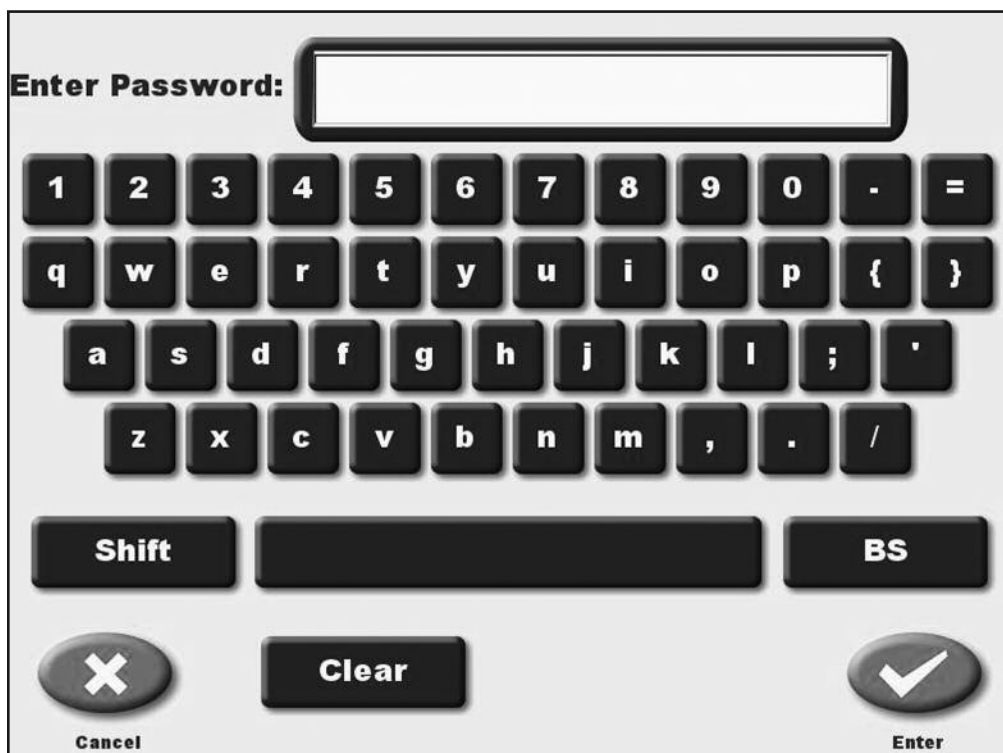 Enter Password:
1 2 3 4 5 6 7 8 9 0 - =
q w e r t y u i o p { }
a s d f g h j k l ; '
z x c v b n m , . /
Shift BS
Clear
Cancel Enter